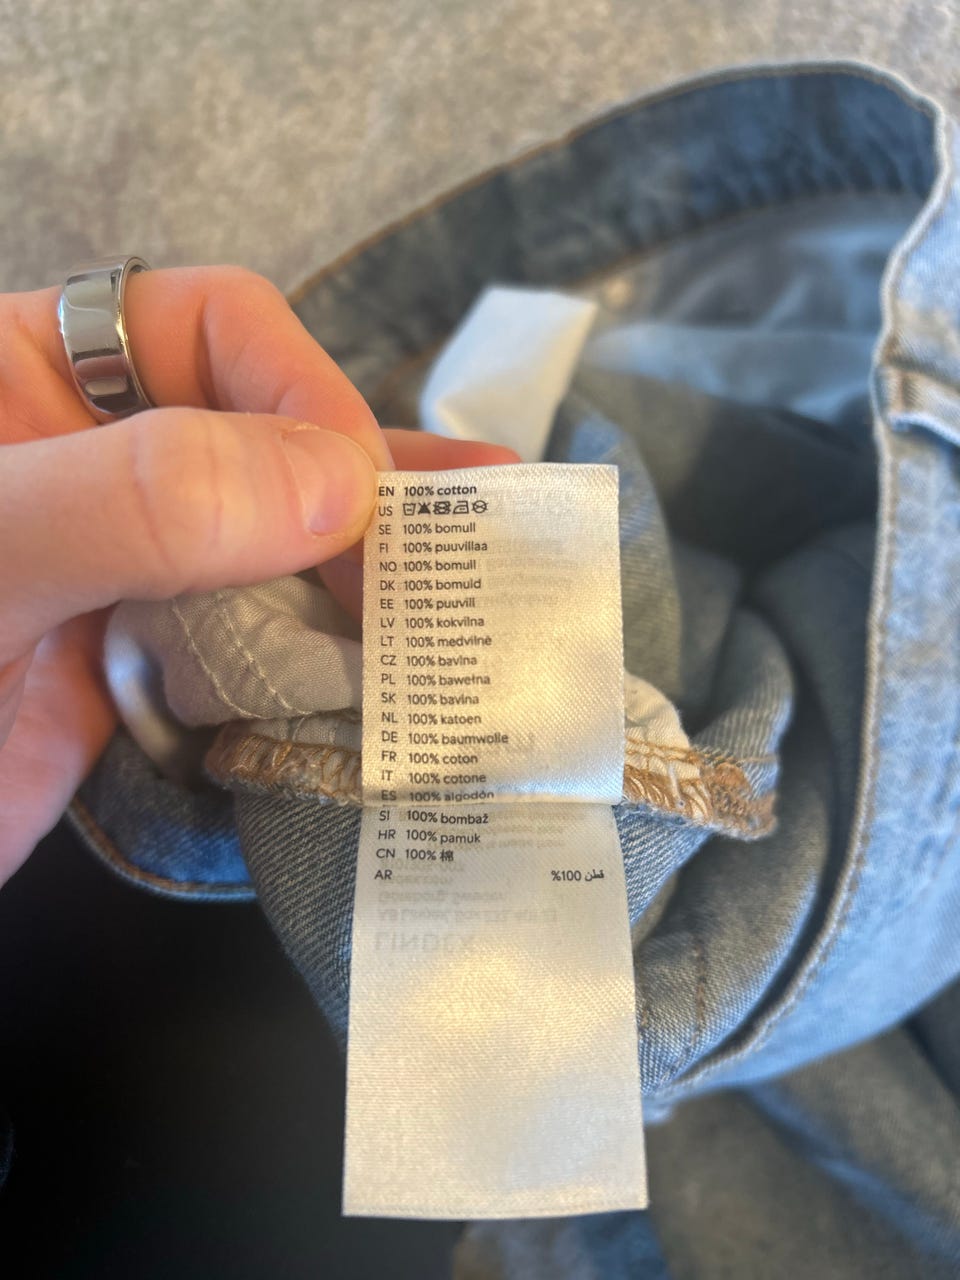 EN 100% cotton
US
SE 100% bomull
FI 100% puuvillaa
NO 100% bomull
DK 100% bomuld
EE 100% puuvill
LV 100% kokvilna
LT 100% medvilnė
CZ 100% bavlna
PL 100% bawełna
SK 100% bavlna
NL 100% katoen
DE 100% baumwolle
FR 100% coton
IT 100% cotone
ES 100% algodón
SI 100% bombaž
HR 100% pamuk
CN 100% 棉
AR %100 قطن
LINDEX